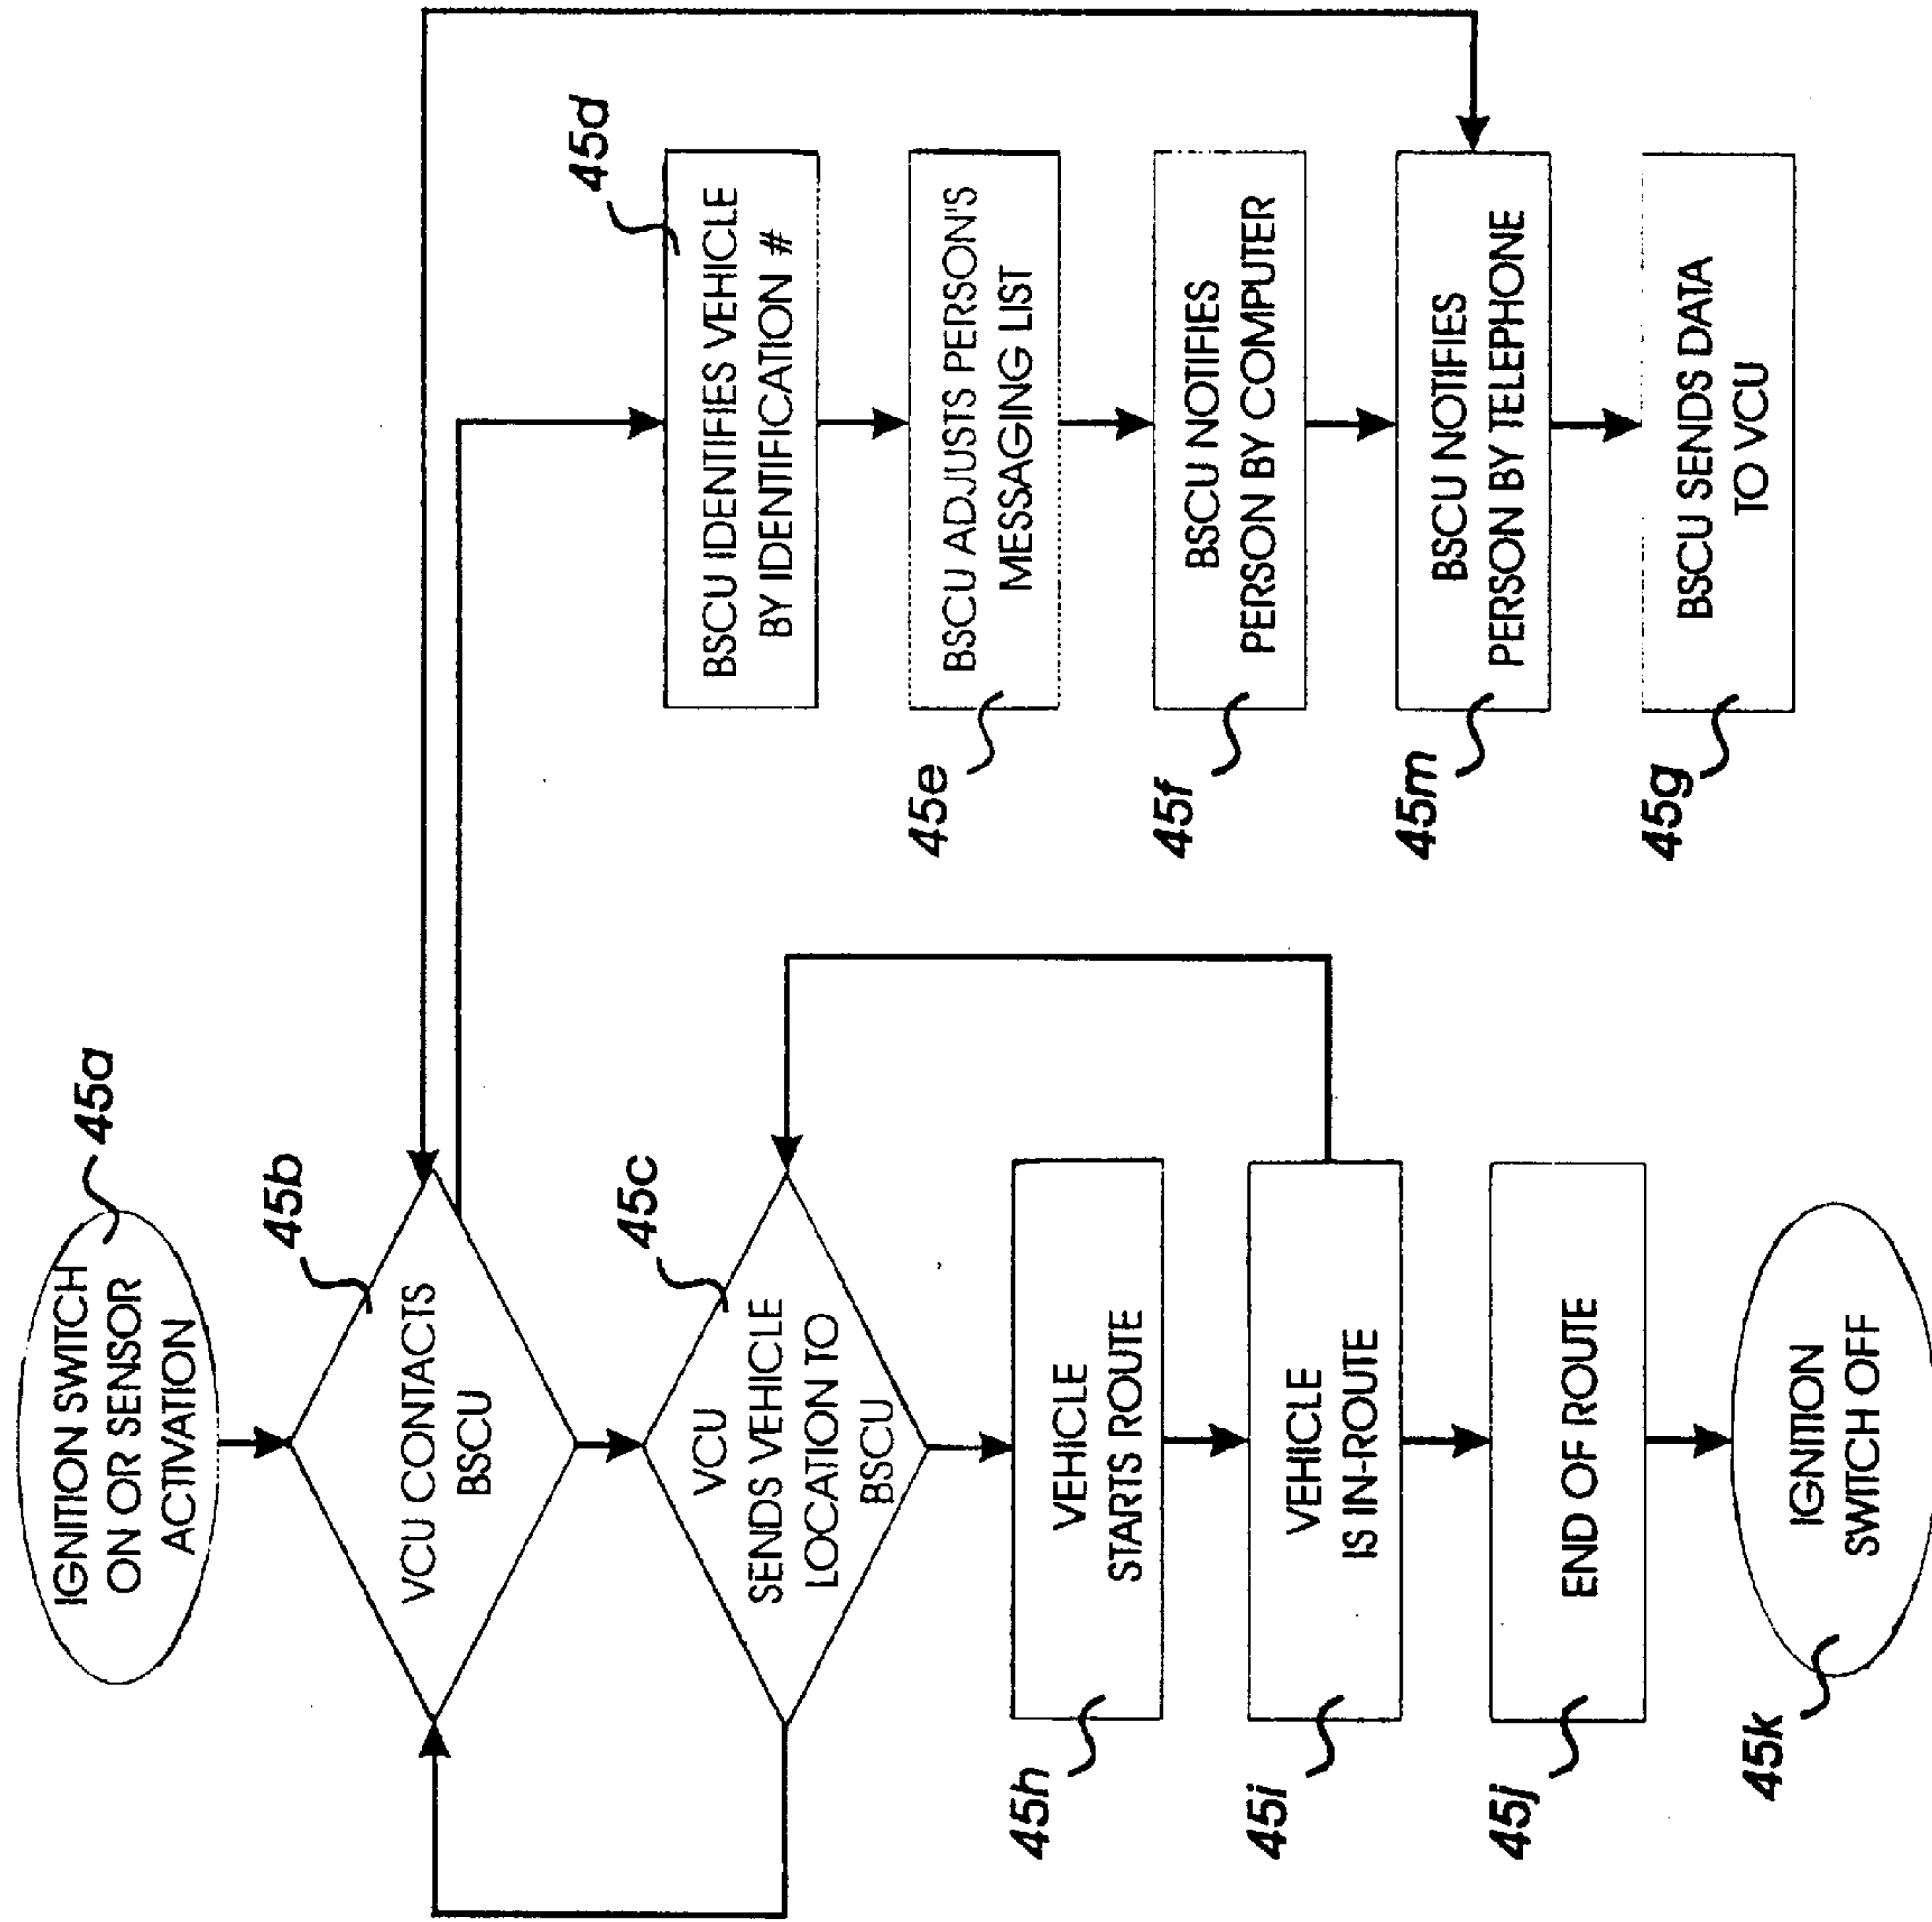 IGNITION SWITCH
ON OR SENSOR
ACTIVATION
45a
VCU CONTACTS
BSCU
45b
VCU
SENDS VEHICLE
LOCATION TO
BSCU
45c
VEHICLE
STARTS ROUTE
45h
VEHICLE
IS IN-ROUTE
45i
END OF ROUTE
45j
IGNITION
SWITCH OFF
45k
BSCU IDENTIFIES VEHICLE
BY IDENTIFICATION #
45d
BSCU ADJUSTS PERSON'S
MESSAGING LIST
45e
BSCU NOTIFIES
PERSON BY COMPUTER
45f
BSCU NOTIFIES
PERSON BY TELEPHONE
45m
BSCU SENDS DATA
TO VCU
45g